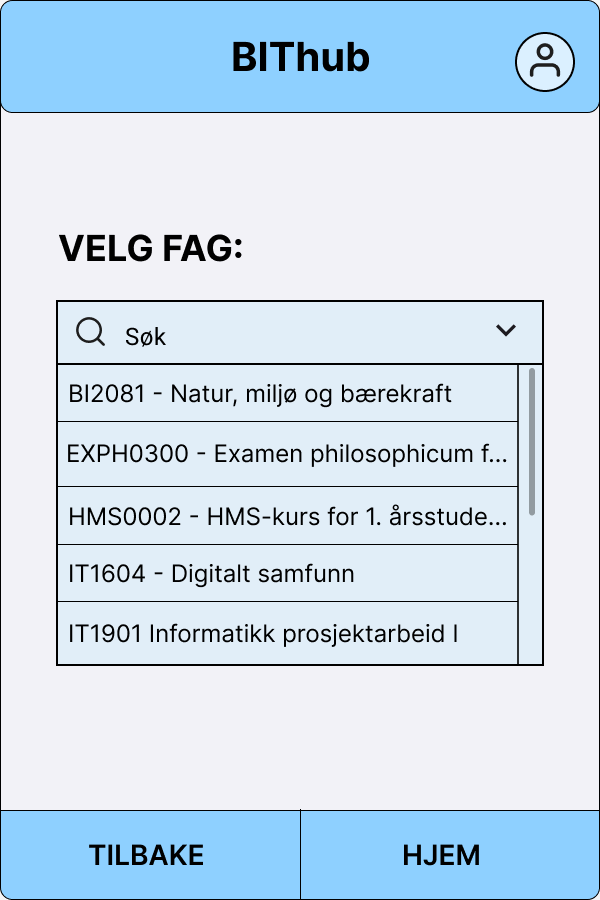 BIThub
VELG FAG:
Søk
BI2081 - Natur, miljø og bærekraft
EXPH0300 - Examen philosophicum f...
HMS0002 - HMS-kurs for 1. årsstude...
IT1604 - Digitalt samfunn
IT1901 Informatikk prosjektarbeid I
TILBAKE
HJEM